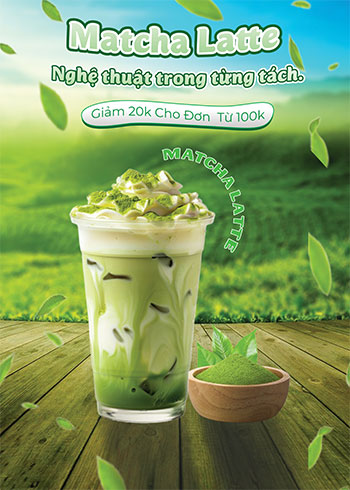 Matcha Latte
Nghệ thuật trong từng tách.
Giảm 20k Cho Đơn Từ 100k
MATCHA LATTE